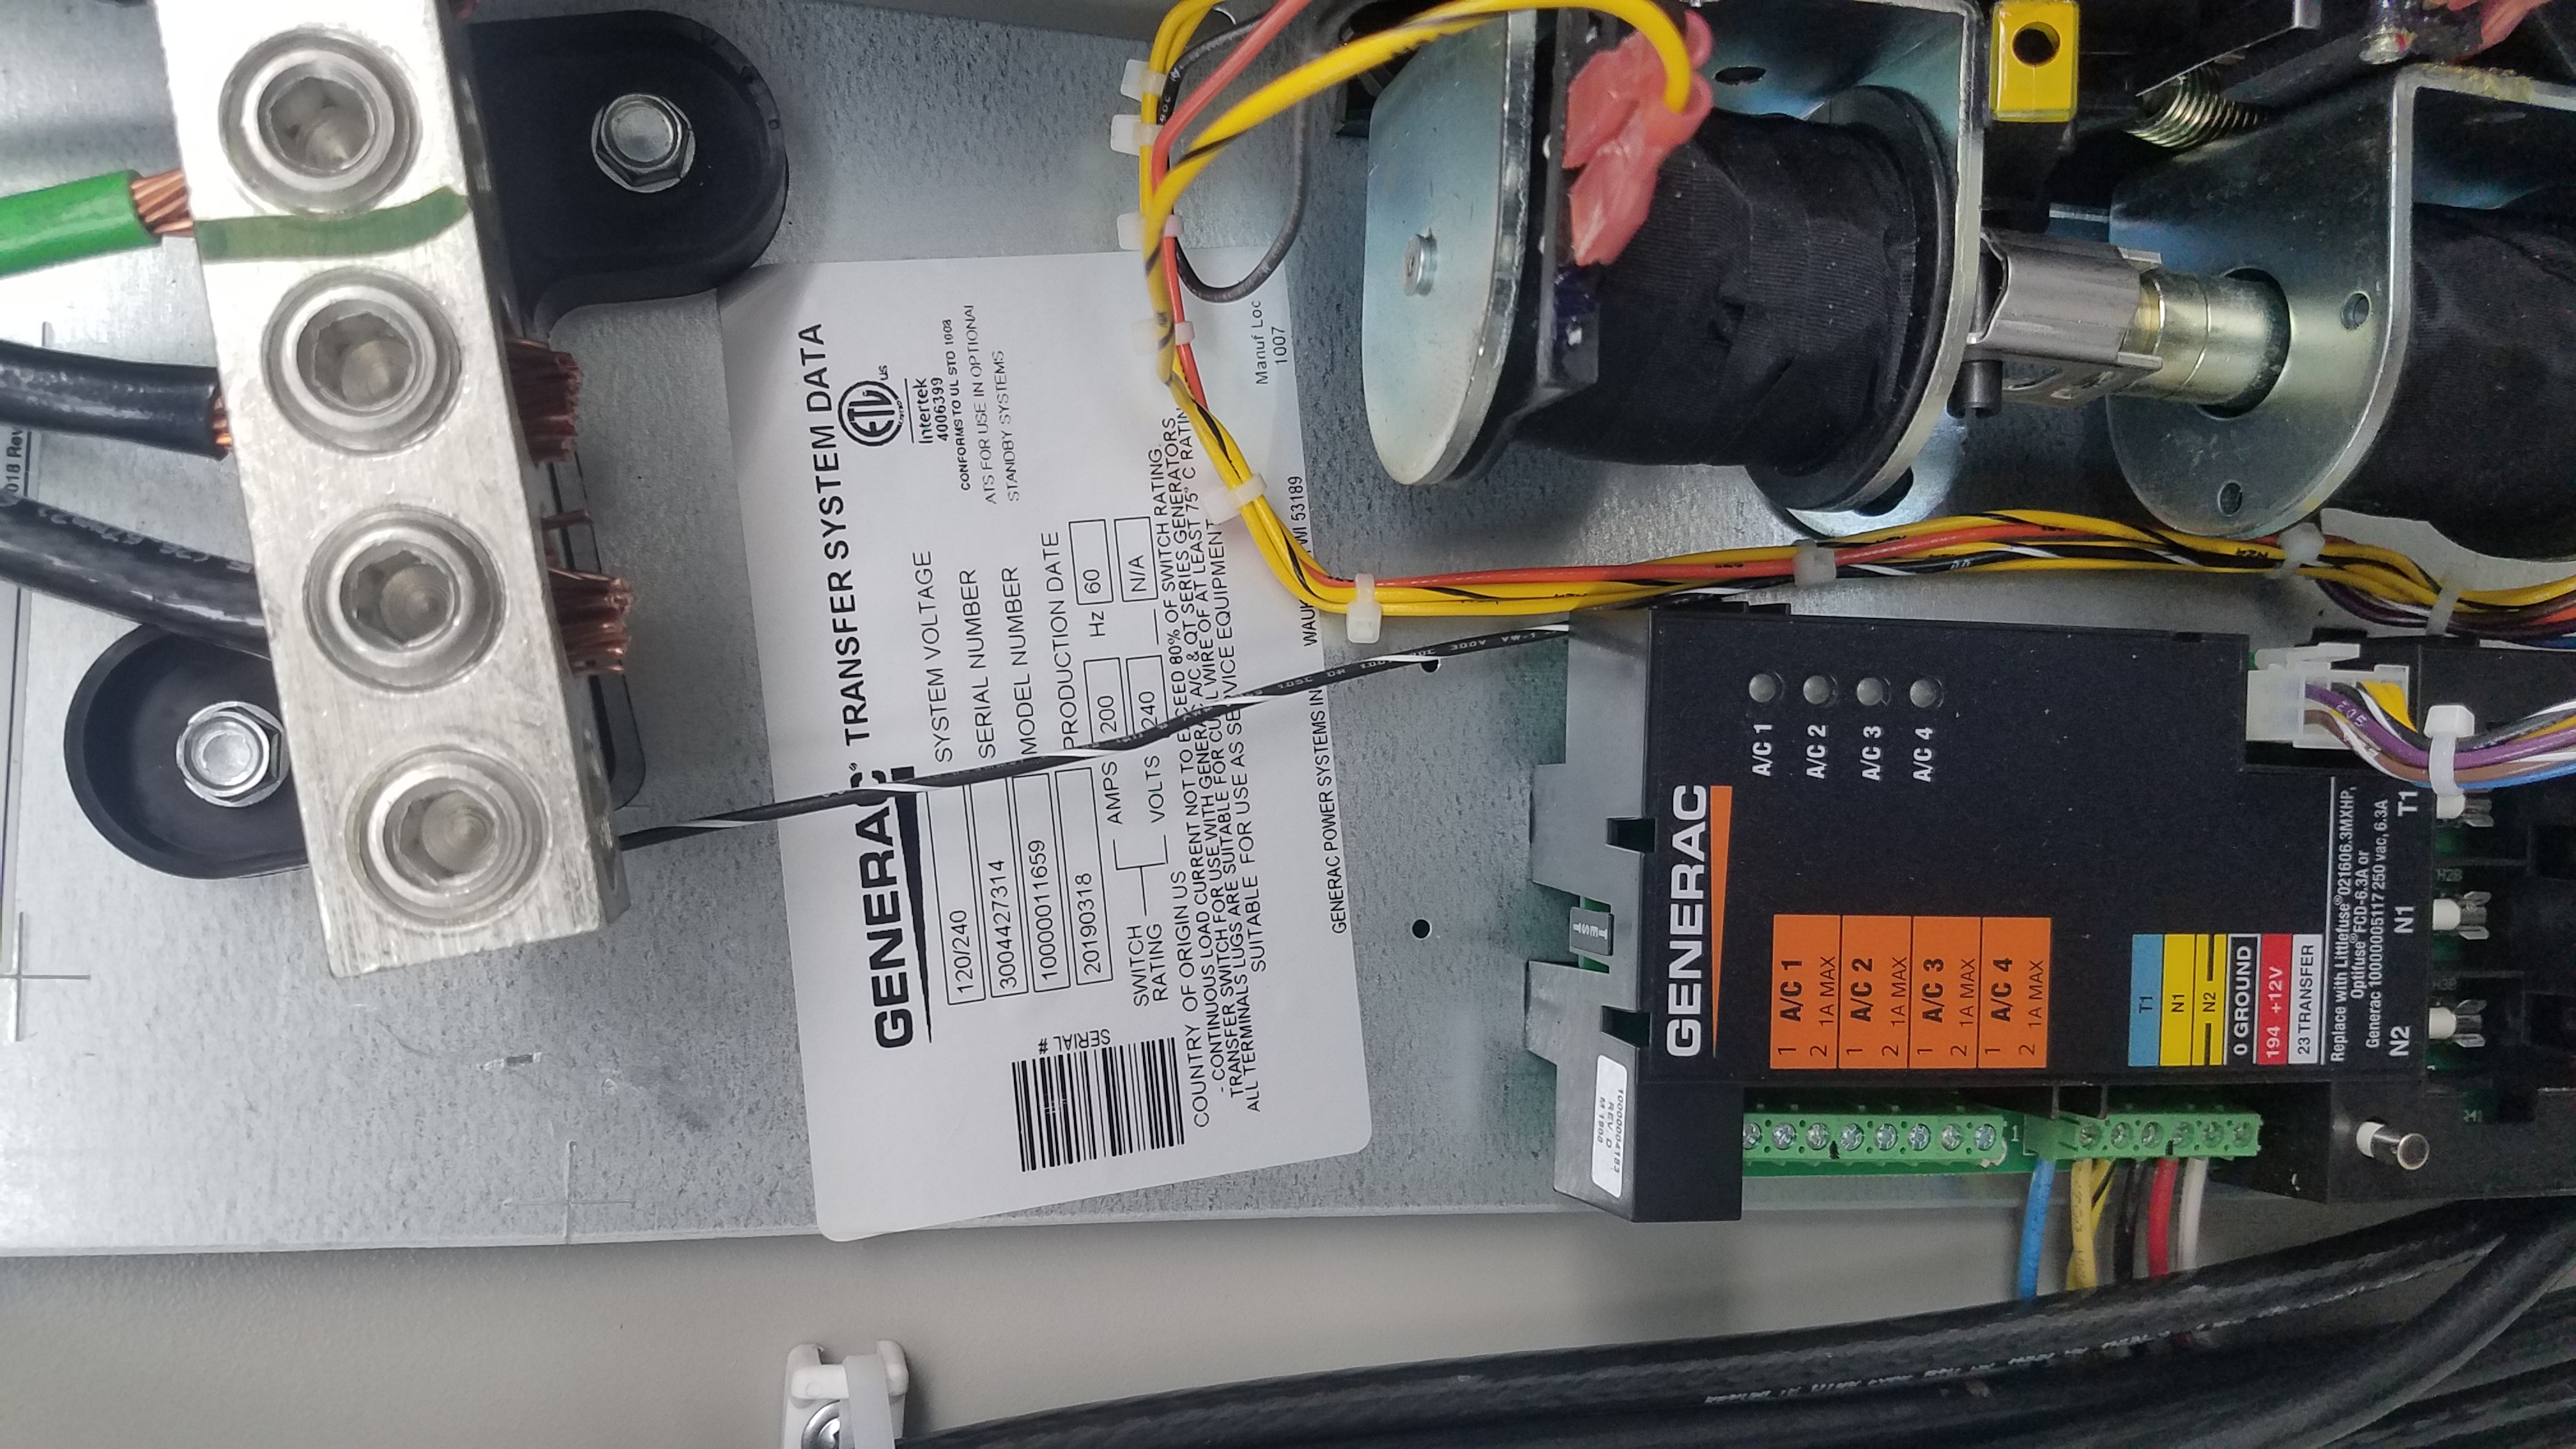 018 Rev
GENERAC TRANSFER SYSTEM DATA
ETL
US
Intertek
4006399
CONFORMS TO UL STD 1008
ATS FOR USE IN OPTIONAL
STANDBY SYSTEMS
120/240 SYSTEM VOLTAGE
3004427314 SERIAL NUMBER
10000011659 MODEL NUMBER
20190318 PRODUCTION DATE
SERIAL #
SWITCH
RATING
AMPS 200 Hz 60
VOLTS 240 N/A
COUNTRY OF ORIGIN US
- CONTINUOUS LOAD CURRENT NOT TO EXCEED 80% OF SWITCH RATING.
TRANSFER SWITCH FOR USE WITH GENERAC A/C & QT SERIES GENERATORS
ALL TERMINALS LUGS ARE SUITABLE FOR CU L WIRE OF AT LEAST 75° C RATIN
SUITABLE FOR USE AS SERVICE EQUIPMENT
Manuf Loc
1007
GENERAC POWER SYSTEMS IN WAUK WI 53189
REV D
M 1908
GENERAC
A/C 1
A/C 2
A/C 3
A/C 4
1 A/C 1
2 1A MAX
1 A/C 2
2 1A MAX
1 A/C 3
2 1A MAX
1 A/C 4
2 1A MAX
T1
N1
N2
0 GROUND
194 +12V
23 TRANSFER
Replace with Littlefuse®021606.3MXHP,
Optifuse®FCD-6.3A or
Generac 10000005117 250 vac, 6.3A
N2 N1 T1